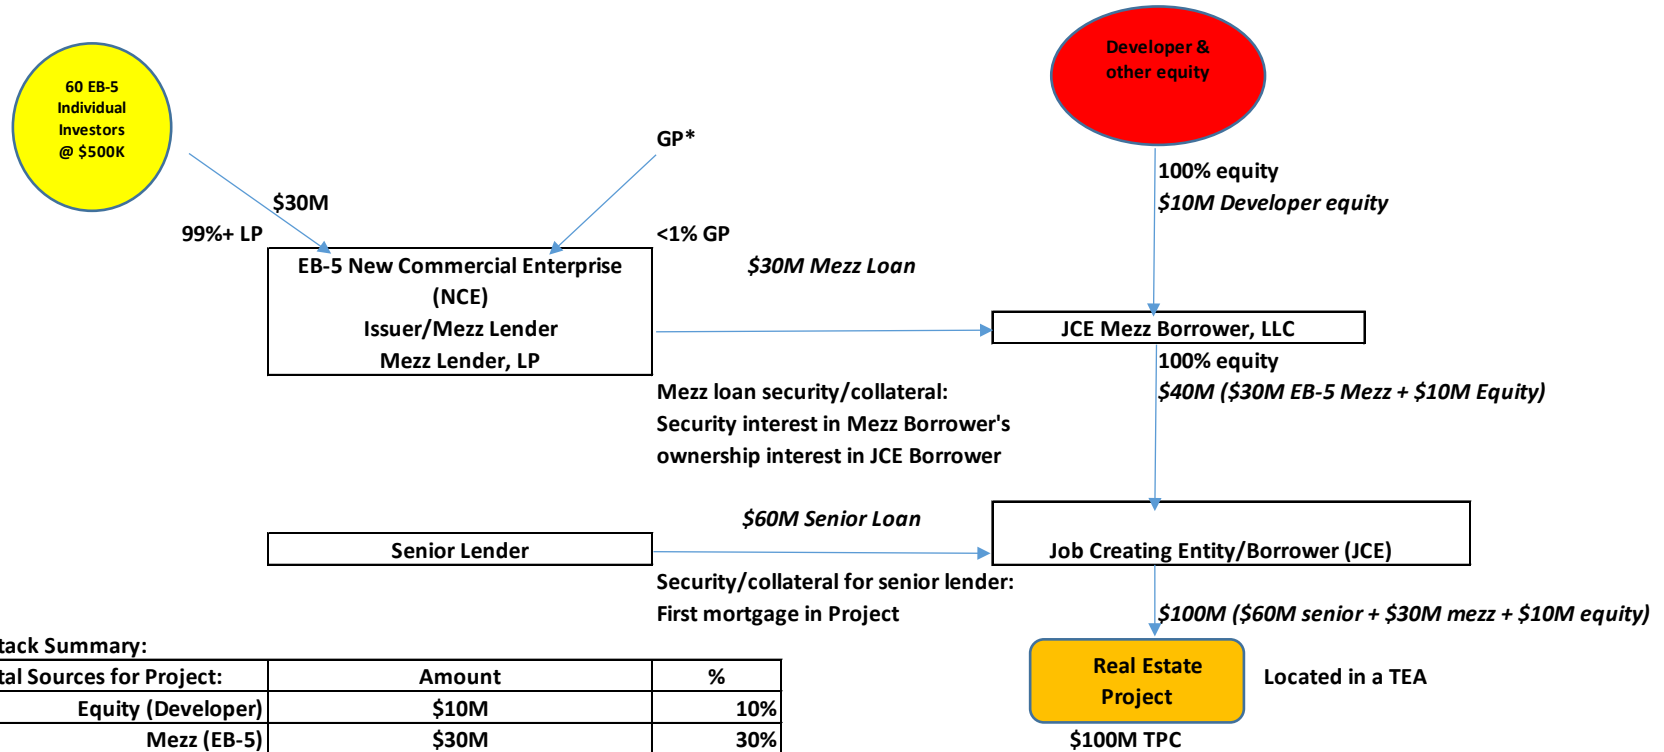 Developer &
other equity
60 EB-5
Individual
Investors
@ $500K
GP*
100% equity
$10M Developer equity
$30M
99%+ LP
<1% GP
$30M Mezz Loan
EB-5 New Commercial Enterprise
(NCE)
Issuer/Mezz Lender
Mezz Lender, LP
JCE Mezz Borrower, LLC
100% equity
$40M ($30M EB-5 Mezz + $10M Equity)
Mezz loan security/collateral:
Security interest in Mezz Borrower's
ownership interest in JCE Borrower
$60M Senior Loan
Senior Lender
Job Creating Entity/Borrower (JCE)
Security/collateral for senior lender:
First mortgage in Project
$100M ($60M senior + $30M mezz + $10M equity)
tack Summary:
tal Sources for Project: Amount %
Equity (Developer) $10M 10%
Mezz (EB-5) $30M 30%
Real Estate
Project
Located in a TEA
$100M TPC